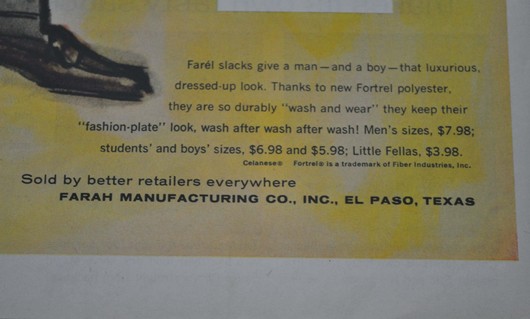 Farél slacks give a man—and a boy—that luxurious,
dressed-up look. Thanks to new Fortrel polyester,
they are so durably "wash and wear" they keep their
"fashion-plate" look, wash after wash after wash! Men's sizes, $7.98;
students' and boys' sizes, $6.98 and $5.98; Little Fellas, $3.98.
Celanese® Fortrel® is a trademark of Fiber Industries, Inc.
Sold by better retailers everywhere
FARAH MANUFACTURING CO., INC., EL PASO, TEXAS